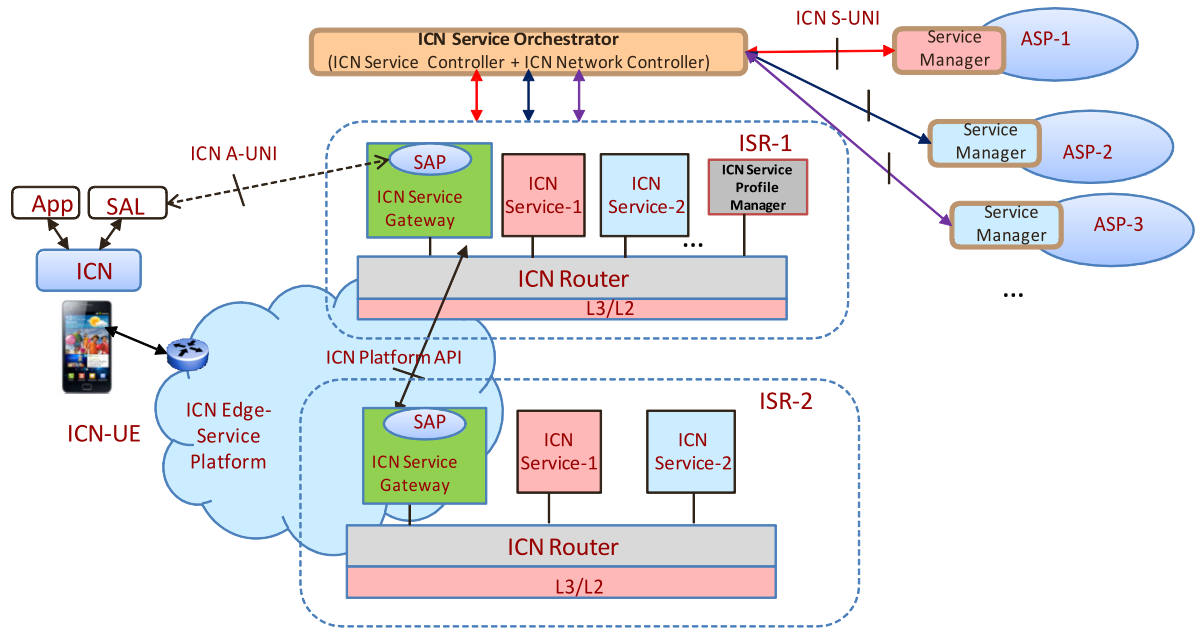 ICN S-UNI
ICN Service Orchestrator
(ICN Service Controller + ICN Network Controller)
Service
Manager
ASP-1
Service
Manager
ASP-2
Service
Manager
ASP-3
...
ICN A-UNI
App
SAL
ICN
ICN-UE
ISR-1
SAP
ICN Service
Gateway
ICN
Service-1
ICN
Service-2
...
ICN Service
Profile
Manager
ICN Router
L3/L2
ICN Platform API
ICN Edge-
Service
Platform
ISR-2
SAP
ICN Service
Gateway
ICN
Service-1
ICN
Service-2
ICN Router
L3/L2